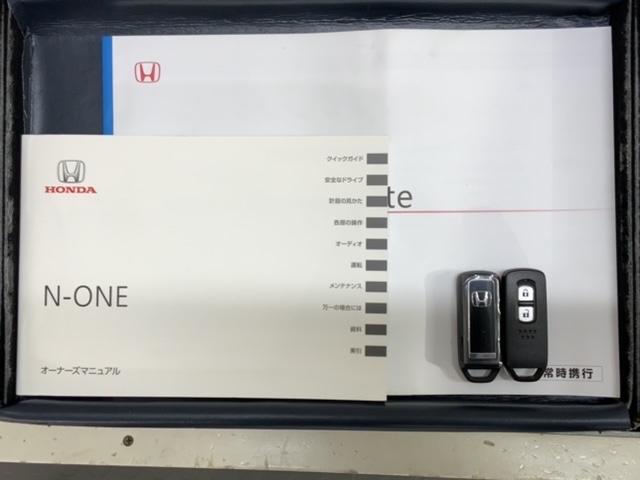 HONDA
N-ONE
オーナーズマニュアル
クイックガイド
安全なドライブ
計器の見かた
各部の操作
オーディオ
運転
メンテナンス
万一の場合には
資料
索引
te
常時携行